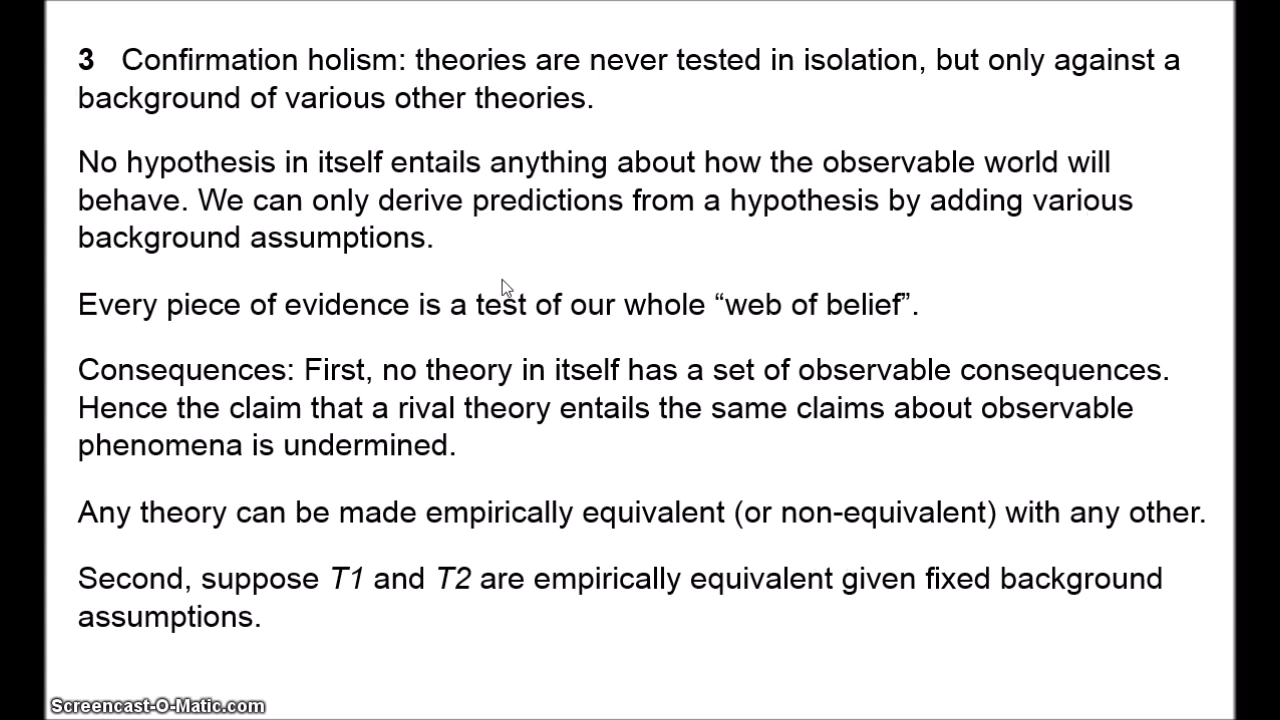 3 Confirmation holism: theories are never tested in isolation, but only against a
background of various other theories.
No hypothesis in itself entails anything about how the observable world will
behave. We can only derive predictions from a hypothesis by adding various
background assumptions.
Every piece of evidence is a test of our whole “web of belief”.
Consequences: First, no theory in itself has a set of observable consequences.
Hence the claim that a rival theory entails the same claims about observable
phenomena is undermined.
Any theory can be made empirically equivalent (or non-equivalent) with any other.
Second, suppose T1 and T2 are empirically equivalent given fixed background
assumptions.
Screencast-O-Matic.com